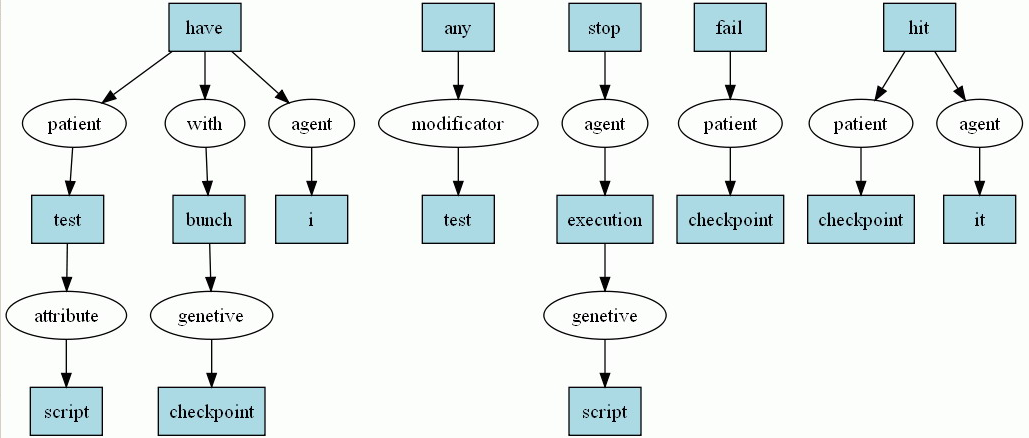 have any stop fail hit
patient with agent modificator agent patient patient agent
test bunch i test execution checkpoint checkpoint it
attribute genetive genetive
script checkpoint script